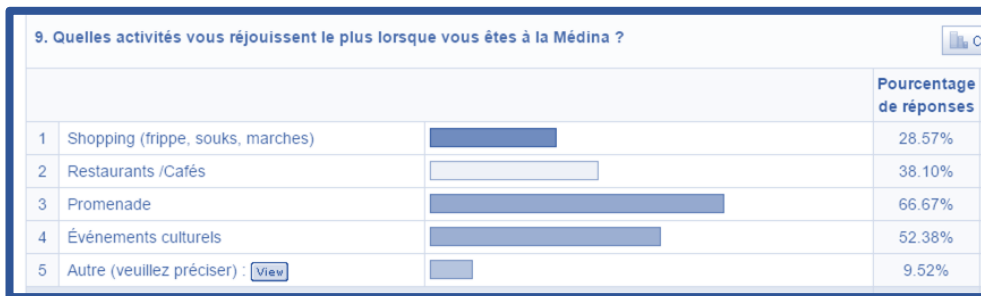 9. Quelles activités vous réjouissent le plus lorsque vous êtes à la Médina ?
C
Pourcentage
de réponses
1 Shopping (frippe, souks, marches) 28.57%
2 Restaurants /Cafés 38.10%
3 Promenade 66.67%
4 Événements culturels 52.38%
5 Autre (veuillez préciser) : View 9.52%